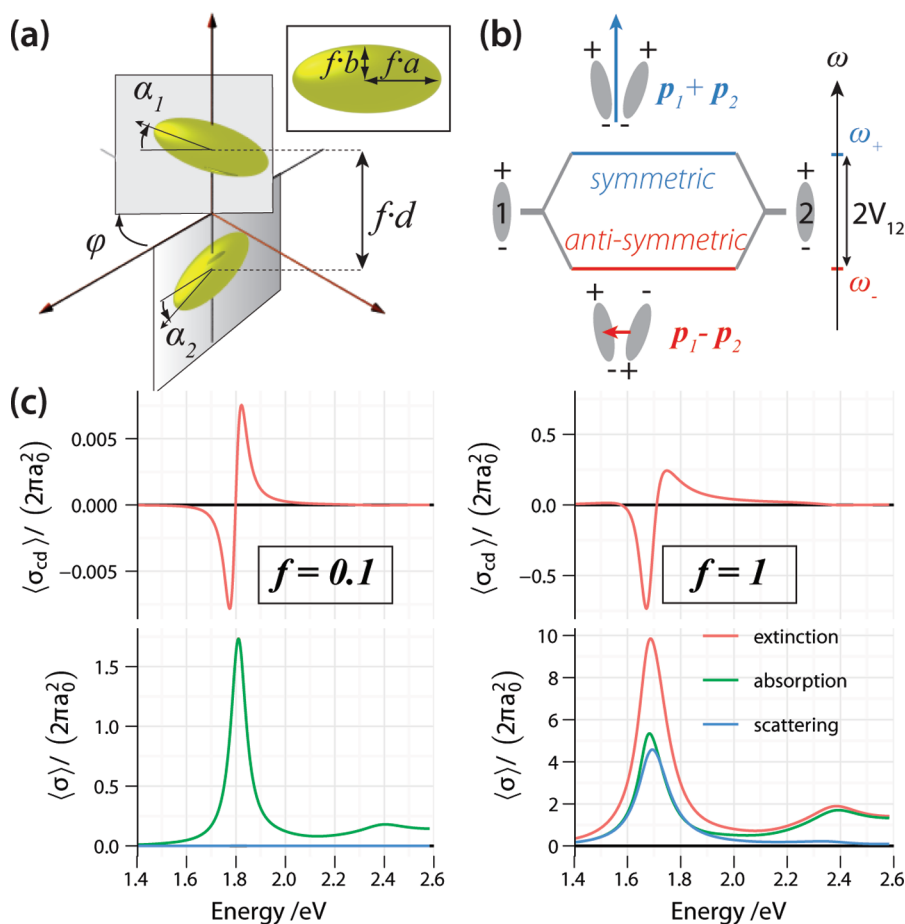 (a)
α1
f·b
f·a
f·d
φ
α2
(b)
+ +
- -
p1 + p2
ω
ω+
+
1
-
symmetric
anti-symmetric
+
2
-
2V12
ω-
+ -
- +
p1 - p2
(c)
⟨σcd⟩ / (2πa0²)
0.005
0.000
−0.005
f = 0.1
⟨σcd⟩ / (2πa0²)
0.5
0.0
−0.5
f = 1
⟨σ⟩ / (2πa0²)
1.5
1.0
0.5
0
1.4 1.6 1.8 2.0 2.2 2.4 2.6
Energy /eV
⟨σ⟩ / (2πa0²)
10
8
6
4
2
0
extinction
absorption
scattering
1.4 1.6 1.8 2.0 2.2 2.4 2.6
Energy /eV